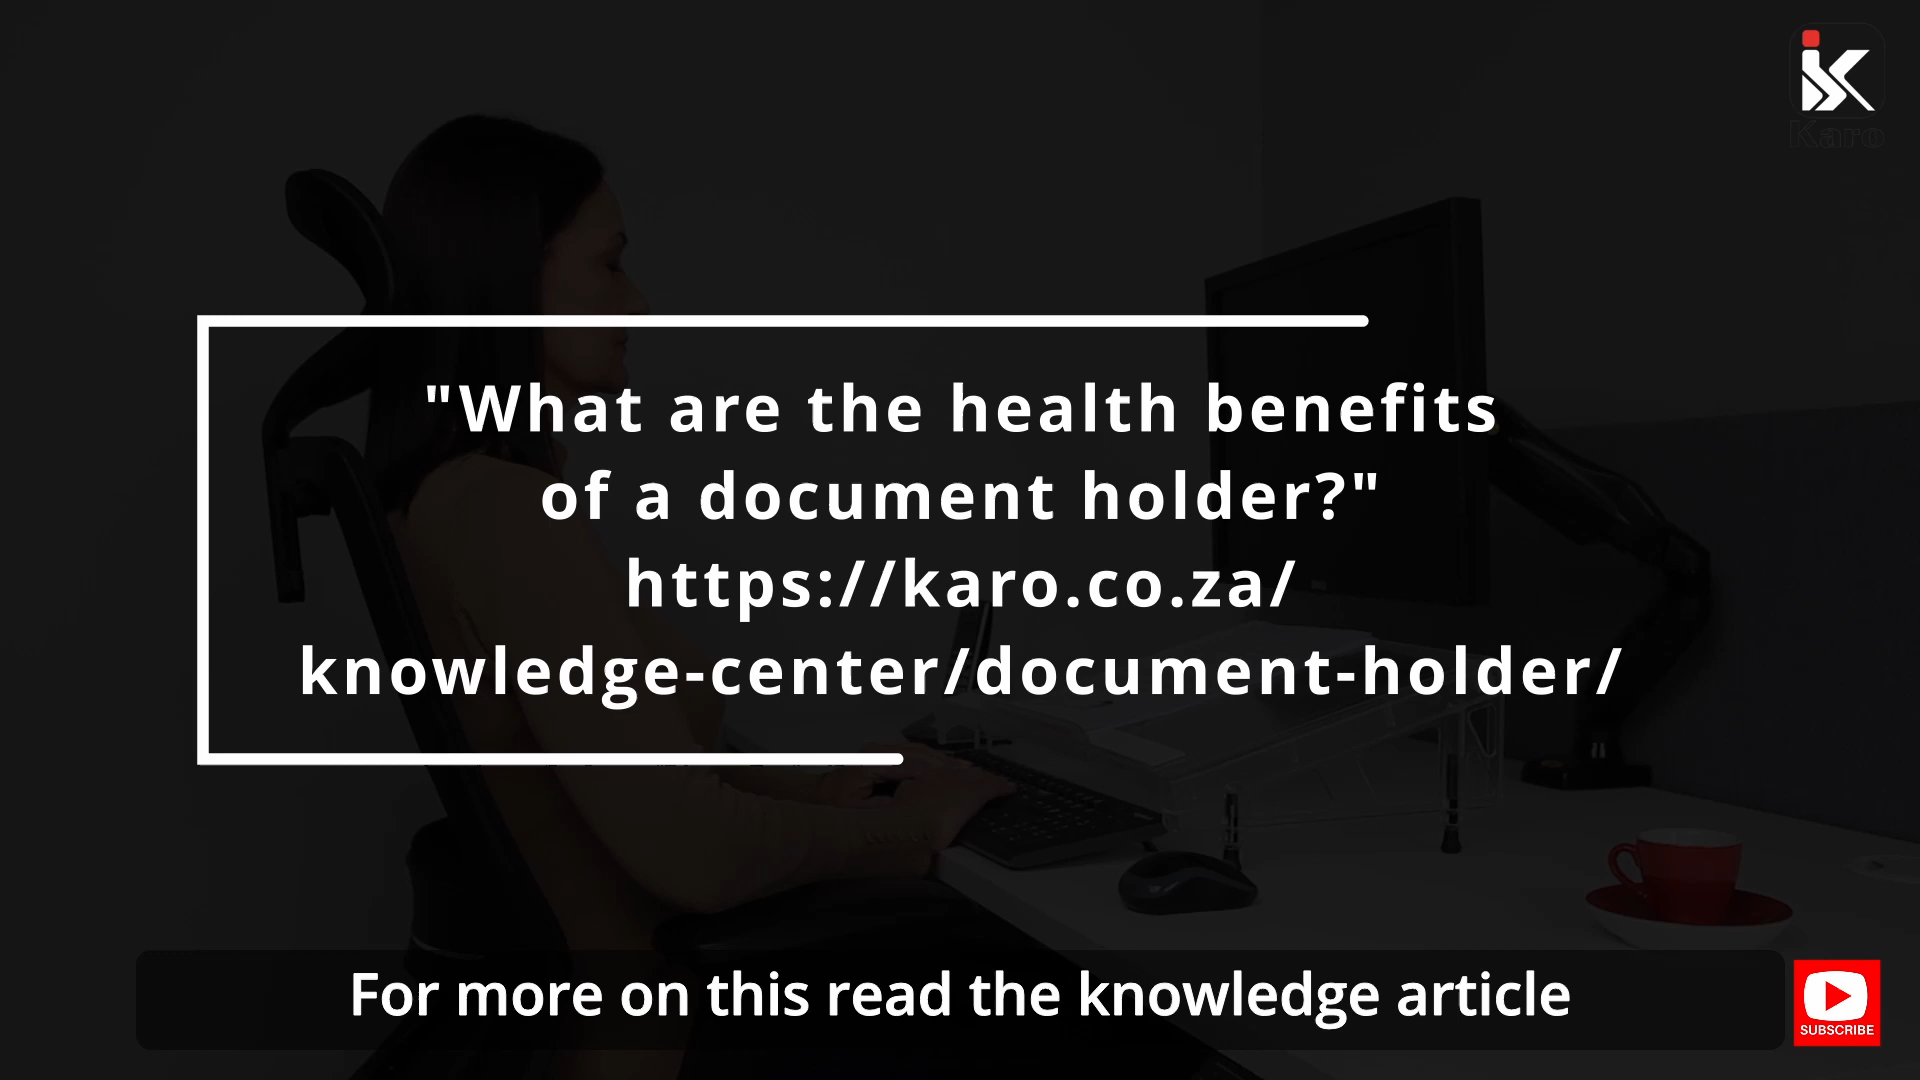 Karo
"What are the health benefits
of a document holder?"
https://karo.co.za/
knowledge-center/document-holder/
For more on this read the knowledge article
SUBSCRIBE